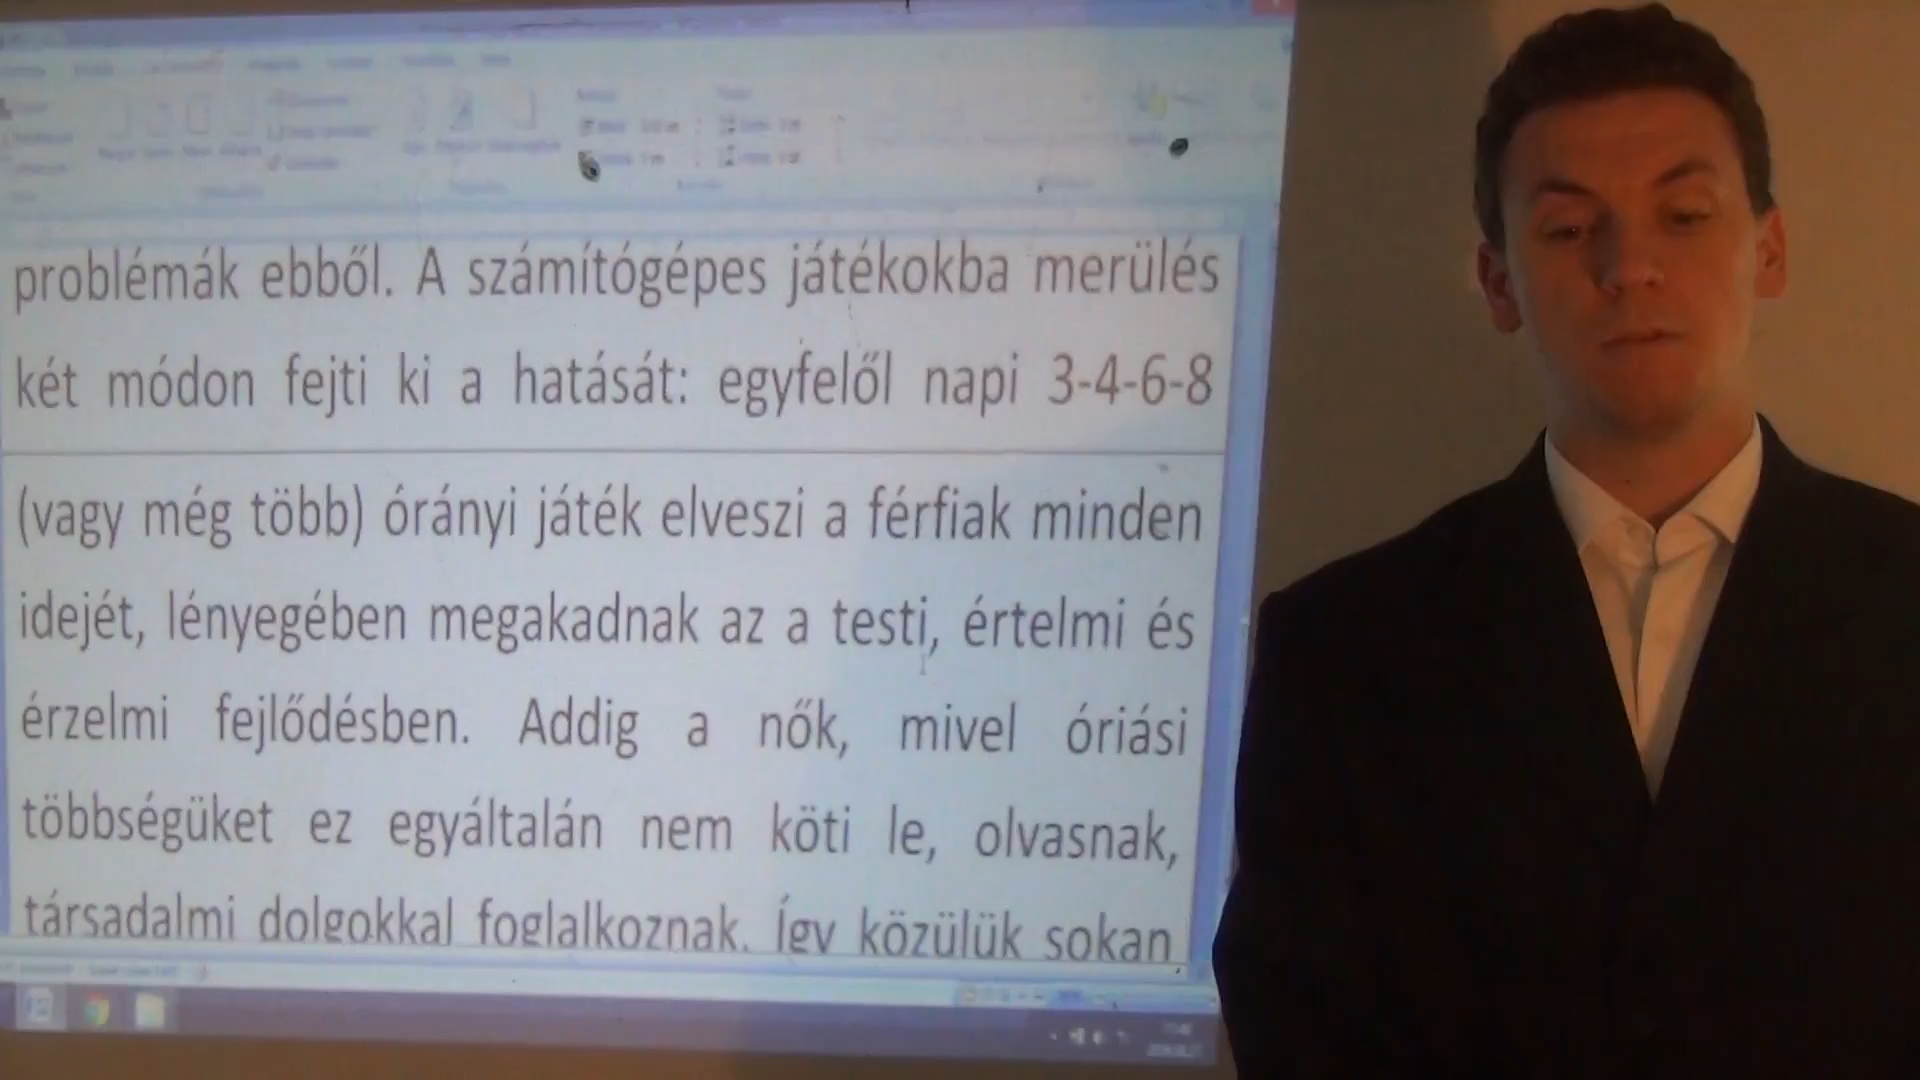 problémák ebből. A számítógépes játékokba merülés
két módon fejti ki a hatását: egyfelől napi 3-4-6-8
(vagy még több) órányi játék elveszi a férfiak minden
idejét, lényegében megakadnak az a testi, értelmi és
érzelmi fejlődésben. Addig a nők, mivel óriási
többségüket ez egyáltalán nem köti le, olvasnak,
társadalmi dolgokkal foglalkoznak. Így közülük sokan